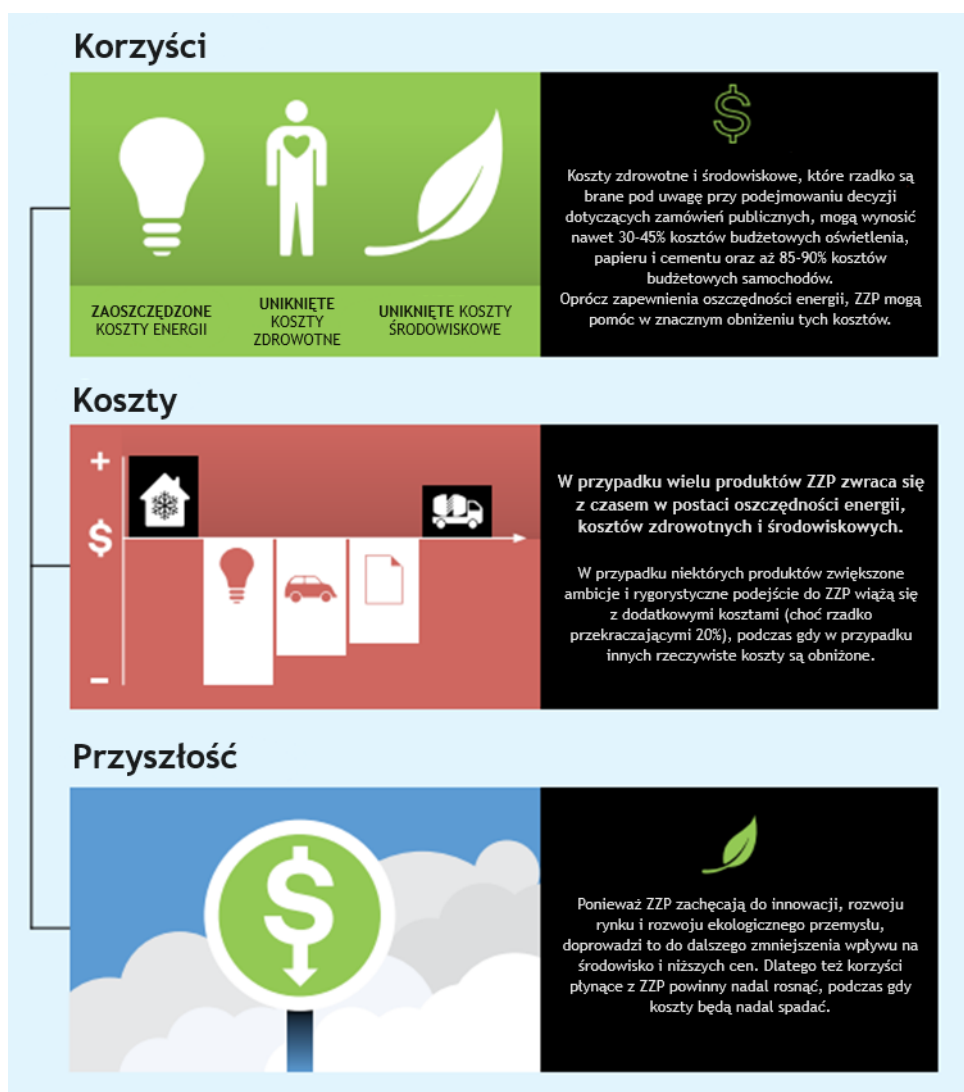 Korzyści
ZAOSZCZĘDZONE
KOSZTY ENERGII
UNIKNIĘTE
KOSZTY
ZDROWOTNE
UNIKNIĘTE KOSZTY
ŚRODOWISKOWE
$
Koszty zdrowotne i środowiskowe, które rzadko są
brane pod uwagę przy podejmowaniu decyzji
dotyczących zamówień publicznych, mogą wynosić
nawet 30-45% kosztów budżetowych oświetlenia,
papieru i cementu oraz aż 85-90% kosztów
budżetowych samochodów.
Oprócz zapewnienia oszczędności energii, ZZP mogą
pomóc w znacznym obniżeniu tych kosztów.
Koszty
+
$
–
W przypadku wielu produktów ZZP zwraca się
z czasem w postaci oszczędności energii,
kosztów zdrowotnych i środowiskowych.
W przypadku niektórych produktów zwiększone
ambicje i rygorystyczne podejście do ZZP wiążą się
z dodatkowymi kosztami (choć rzadko
przekraczającymi 20%), podczas gdy w przypadku
innych rzeczywiste koszty są obniżone.
Przyszłość
$
Ponieważ ZZP zachęcają do innowacji, rozwoju
rynku i rozwoju ekologicznego przemysłu,
doprowadzi to do dalszego zmniejszenia wpływu na
środowisko i niższych cen. Dlatego też korzyści
płynące z ZZP powinny nadal rosnąć, podczas gdy
koszty będą nadal spadać.